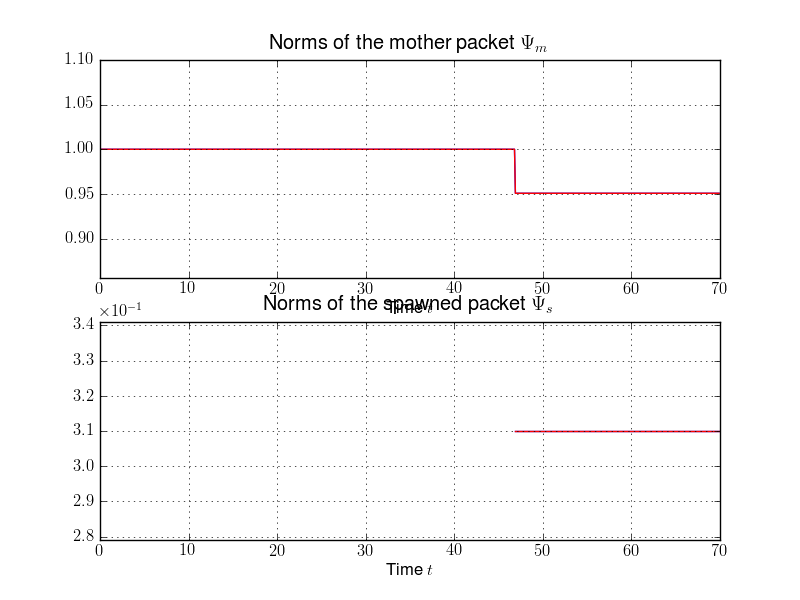 Norms of the mother packet Ψ_m
1.10
1.05
1.00
0.95
0.90
0 10 20 30 40 50 60 70
Time t
Norms of the spawned packet Ψ_s
×10⁻¹
3.4
3.3
3.2
3.1
3.0
2.9
2.8
0 10 20 30 40 50 60 70
Time t